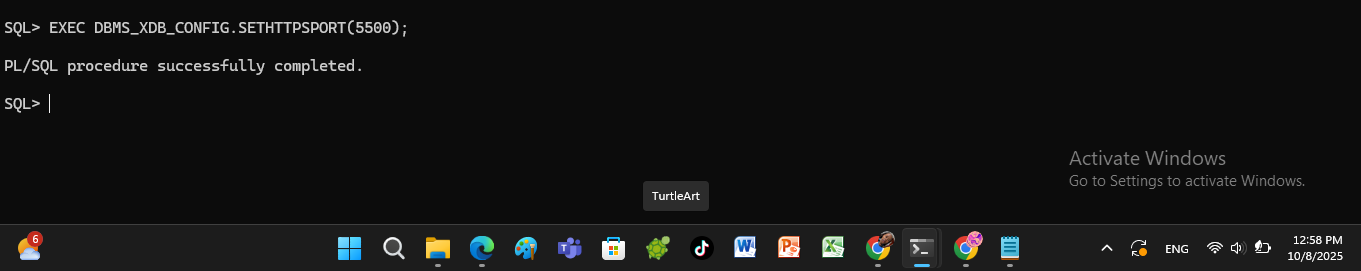 SQL> EXEC DBMS_XDB_CONFIG.SETHTTPSPORT(5500);
PL/SQL procedure successfully completed.
SQL>
Activate Windows
Go to Settings to activate Windows.
TurtleArt
6
ENG
12:58 PM
10/8/2025